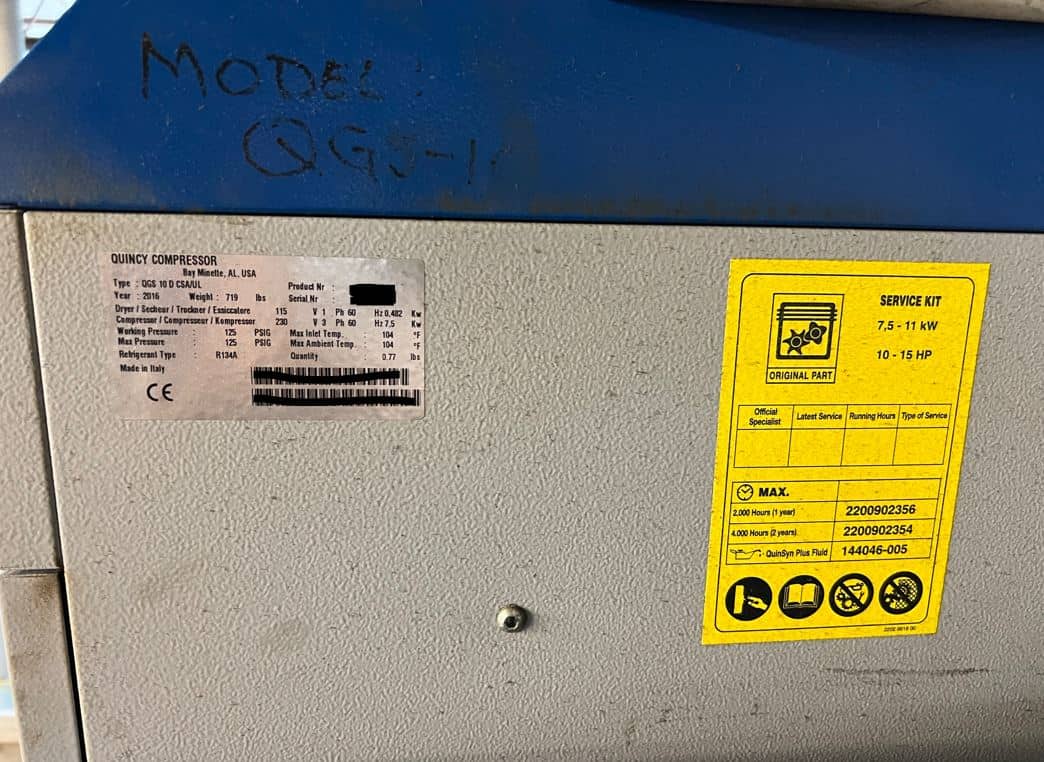 MODEL:
QGS-1
QUINCY COMPRESSOR
Bay Minette, AL, USA
Type : QGS 10 D CSA/UL Product Nr :
Year : 2016 Weight : 719 lbs Serial Nr :
Dryer / Secheur / Trockner / Essiccatore 115 V 1 Ph 60 Hz 0,482 Kw
Compressor / Compresseur / Kompressor 230 V 3 Ph 60 Hz 7,5 Kw
Working Pressure : 125 PSIG Max Inlet Temp. : 104 °F
Max Pressure : 125 PSIG Max Ambient Temp. : 104 °F
Refrigerant Type : R134A Quantity : 0.77 lbs
Made in Italy
CE
SERVICE KIT
7,5 - 11 kW
10 - 15 HP
ORIGINAL PART
Official Specialist Latest Service Running Hours Type of Service
MAX.
2.000 Hours (1 year) 2200902356
4.000 Hours (2 years) 2200902354
QuinSyn Plus Fluid 144046-005